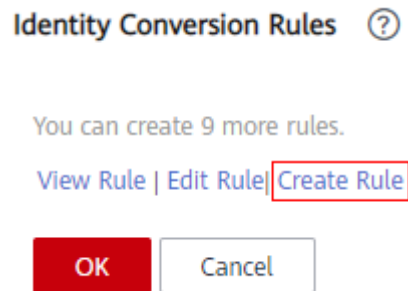 Identity Conversion Rules ?
You can create 9 more rules.
View Rule | Edit Rule| Create Rule
OK Cancel